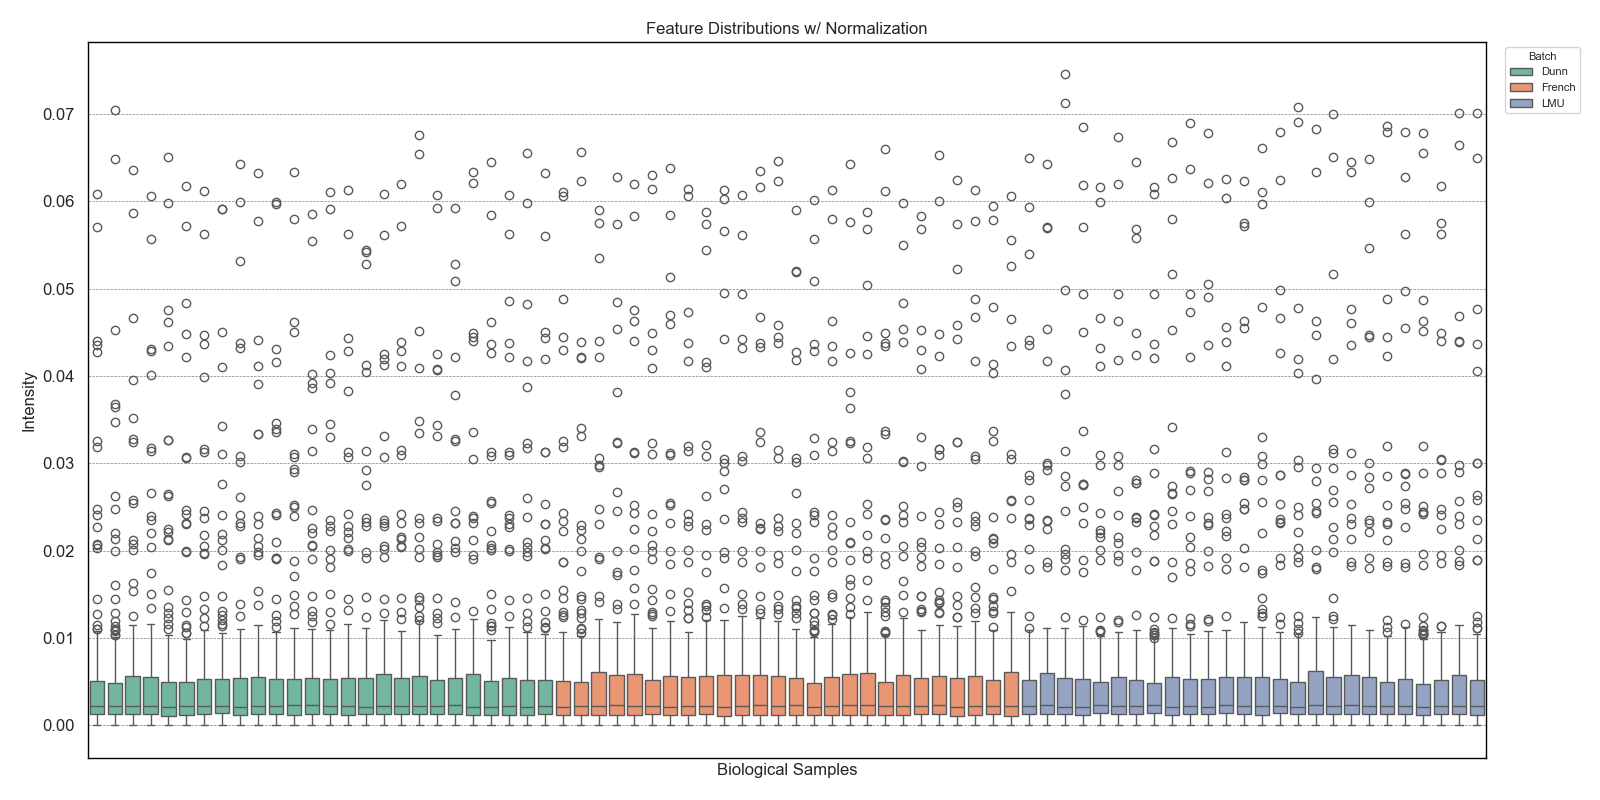 Feature Distributions w/ Normalization
Batch
Dunn
French
LMU
0.07
0.06
0.05
0.04
0.03
0.02
0.01
0.00
Intensity
Biological Samples